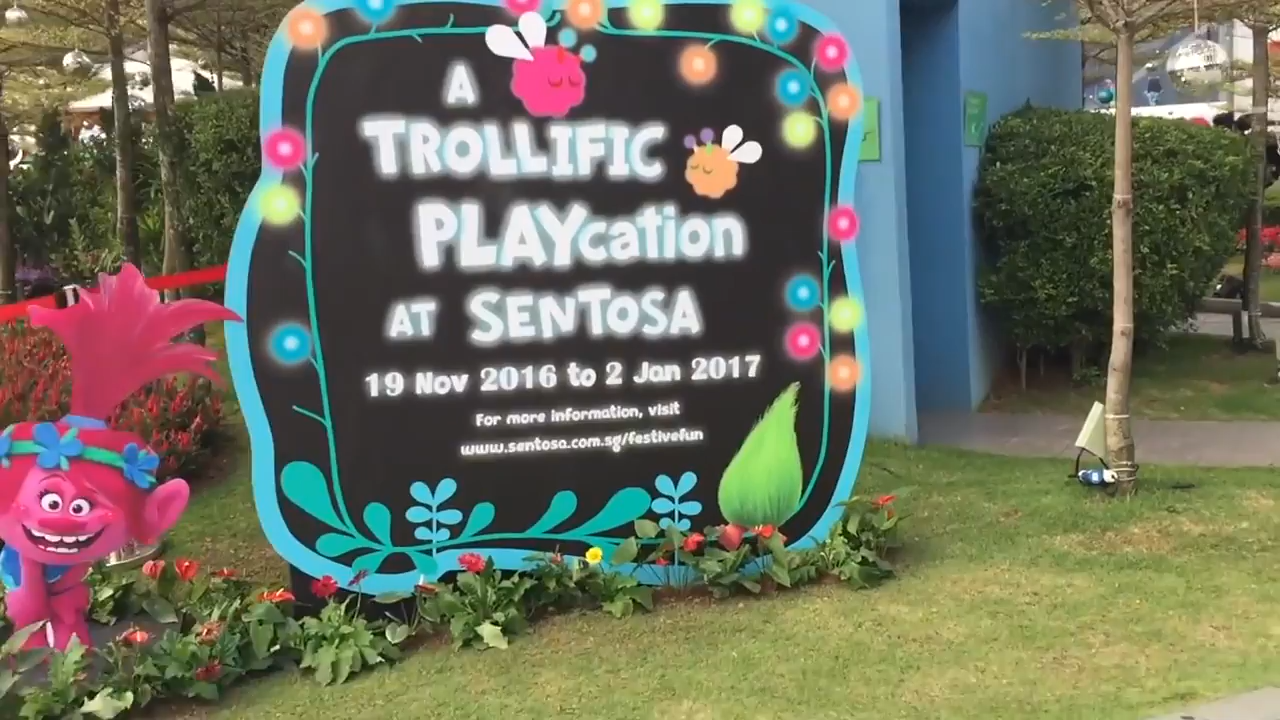 A
TROLLIFIC
PLAYcation
AT SENTOSA
19 Nov 2016 to 2 Jan 2017
For more information, visit
www.sentosa.com.sg/festivefun